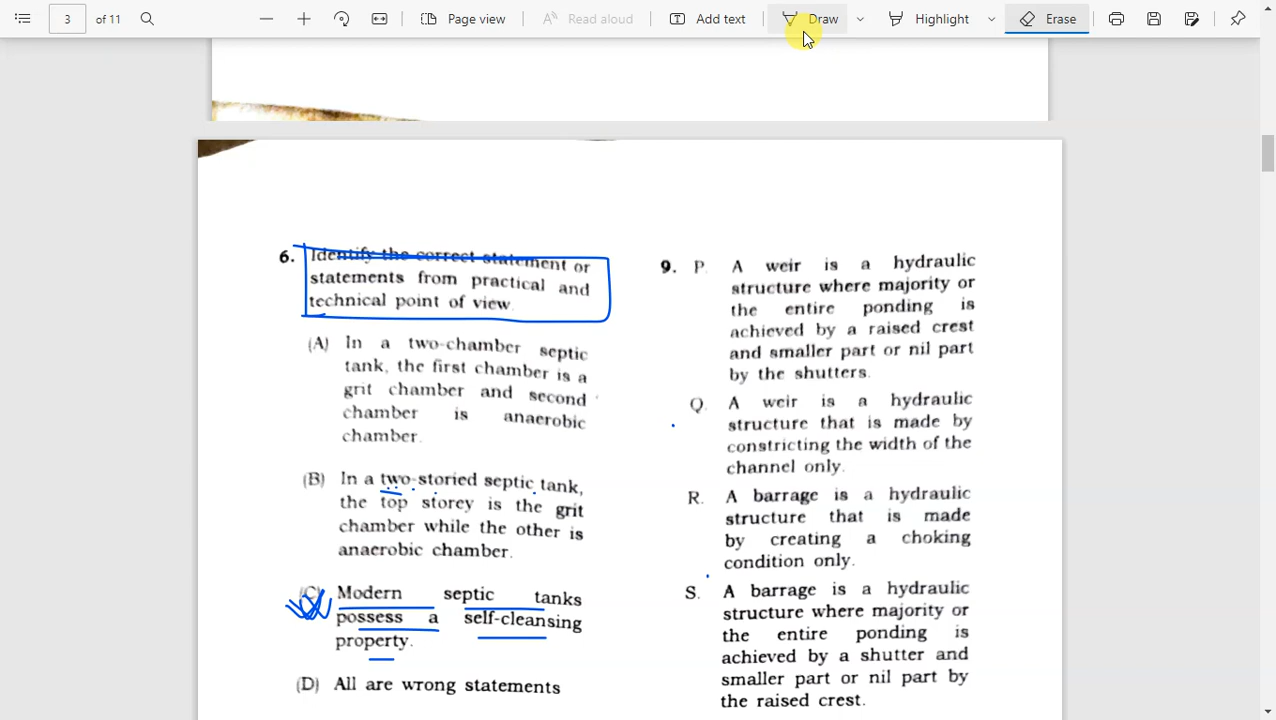 3
of 11
Page view
Read aloud
Add text
Draw
Highlight
Erase
6. Identify the correct statement or
statements from practical and
technical point of view.
(A) In a two-chamber septic
tank, the first chamber is a
grit chamber and second
chamber is anaerobic
chamber.
(B) In a two-storied septic tank,
the top storey is the grit
chamber while the other is
anaerobic chamber.
(C) Modern septic tanks
possess a self-cleansing
property.
(D) All are wrong statements
9. P. A weir is a hydraulic
structure where majority or
the entire ponding is
achieved by a raised crest
and smaller part or nil part
by the shutters.
Q. A weir is a hydraulic
structure that is made by
constricting the width of the
channel only.
R. A barrage is a hydraulic
structure that is made
by creating a choking
condition only.
S. A barrage is a hydraulic
structure where majority or
the entire ponding is
achieved by a shutter and
smaller part or nil part by
the raised crest.